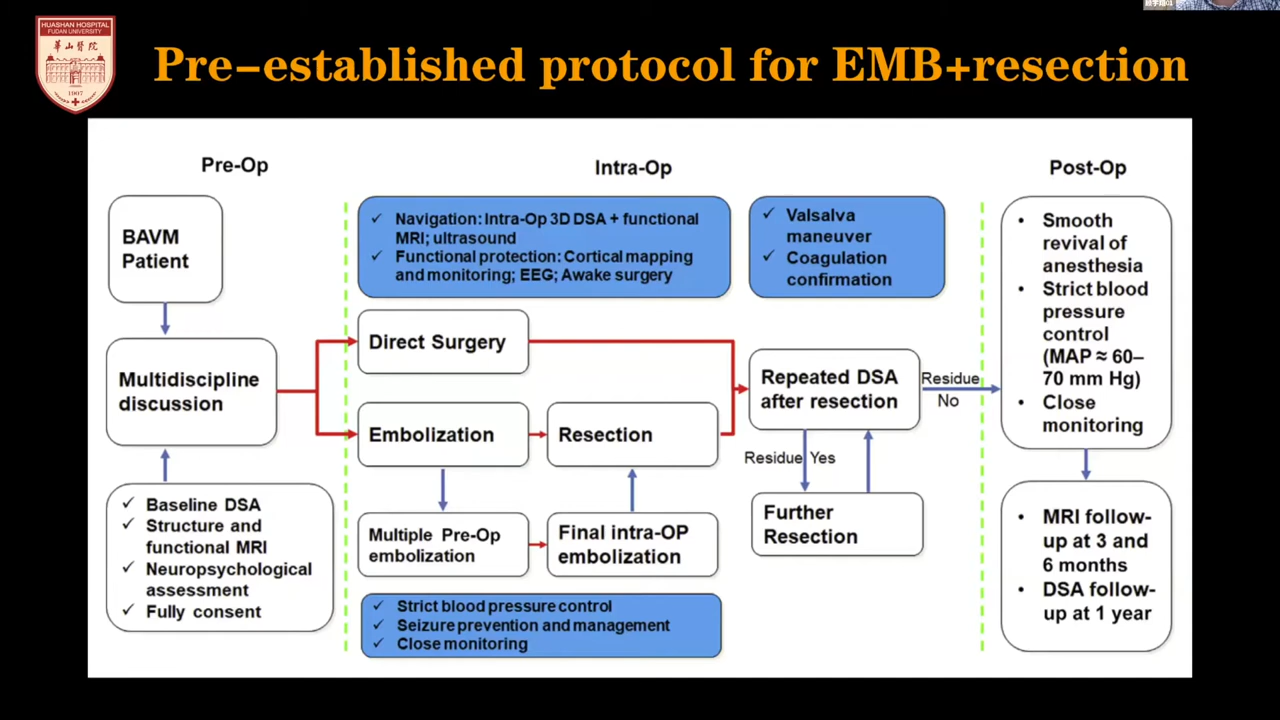 HUASHAN HOSPITAL
FUDAN UNIVERSITY
華山醫院
1907
Pre-established protocol for EMB+resection
Pre-Op
Intra-Op
Post-Op
BAVM
Patient
Multidiscipline
discussion
✓ Baseline DSA
✓ Structure and
functional MRI
✓ Neuropsychological
assessment
✓ Fully consent
✓ Navigation: Intra-Op 3D DSA + functional
MRI; ultrasound
✓ Functional protection: Cortical mapping
and monitoring; EEG; Awake surgery
✓ Valsalva
maneuver
✓ Coagulation
confirmation
Direct Surgery
Embolization
Resection
Multiple Pre-Op
embolization
Final intra-OP
embolization
✓ Strict blood pressure control
✓ Seizure prevention and management
✓ Close monitoring
Repeated DSA
after resection
Residue
No
Residue Yes
Further
Resection
• Smooth
revival of
anesthesia
• Strict blood
pressure
control
(MAP ≈ 60–
70 mm Hg)
• Close
monitoring
• MRI follow-
up at 3 and
6 months
• DSA follow-
up at 1 year